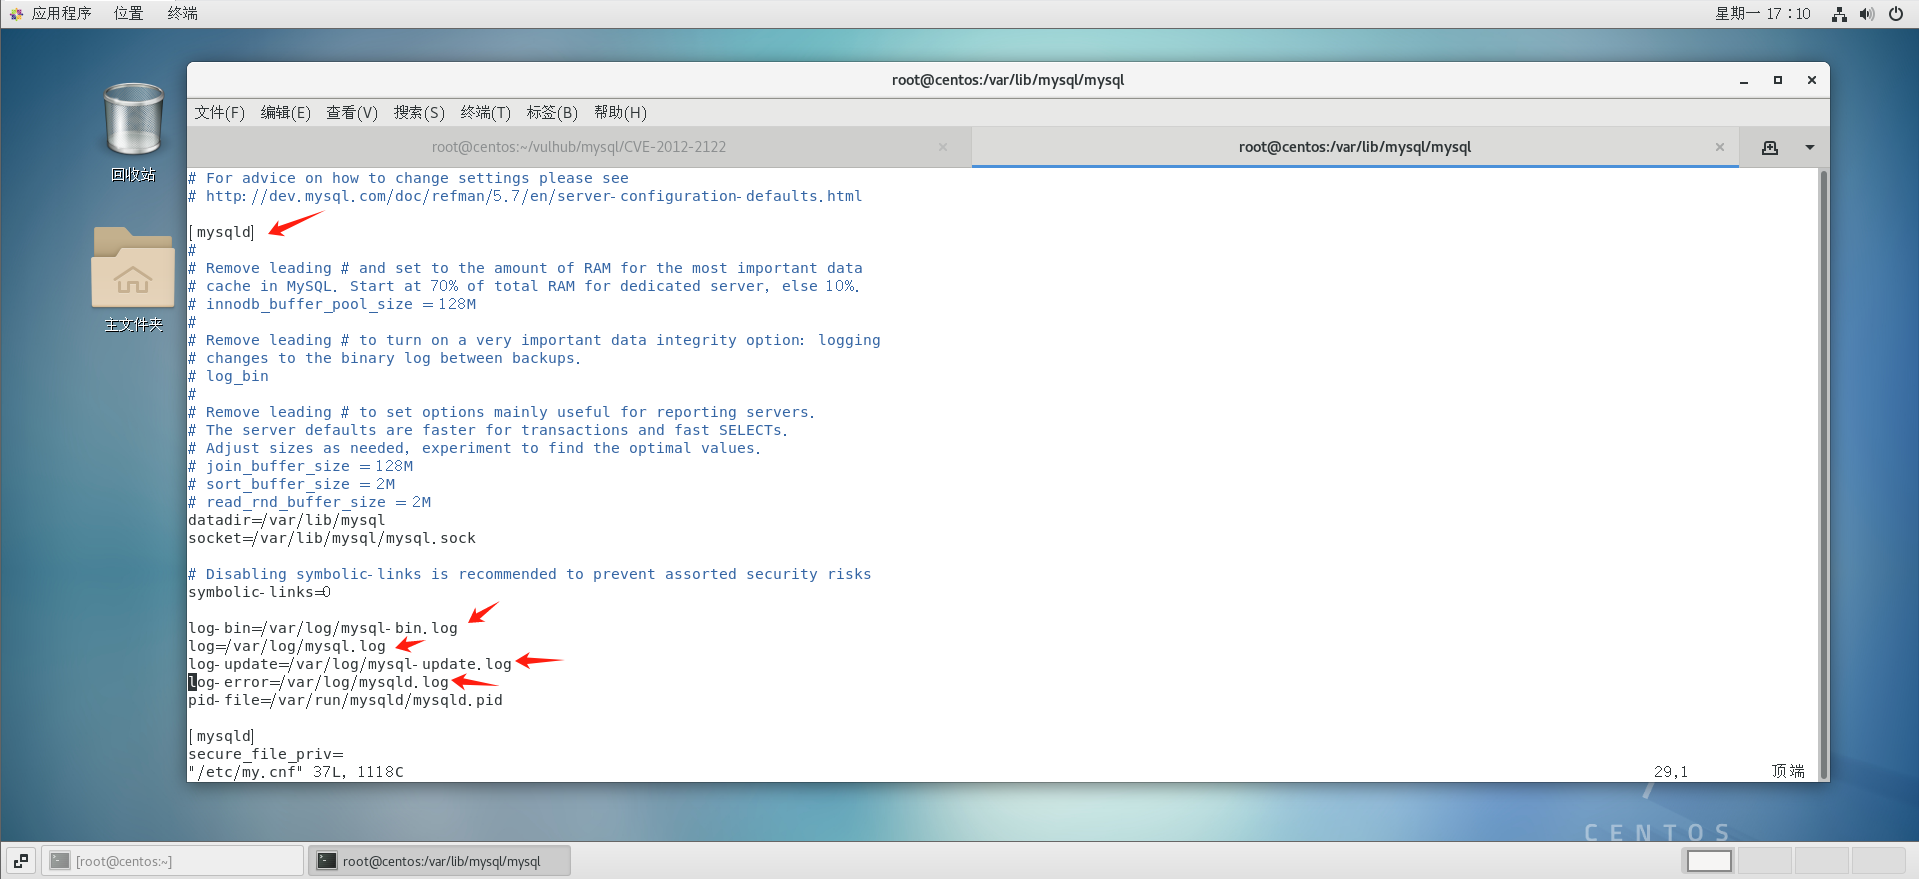 应用程序 位置 终端 星期一 17：10
root@centos:/var/lib/mysql/mysql
文件(F) 编辑(E) 查看(V) 搜索(S) 终端(T) 标签(B) 帮助(H)
root@centos:~/vulhub/mysql/CVE-2012-2122 root@centos:/var/lib/mysql/mysql
回收站
主文件夹
# For advice on how to change settings please see
# http://dev.mysql.com/doc/refman/5.7/en/server-configuration-defaults.html
[mysqld]
#
# Remove leading # and set to the amount of RAM for the most important data
# cache in MySQL. Start at 70% of total RAM for dedicated server, else 10%.
# innodb_buffer_pool_size = 128M
#
# Remove leading # to turn on a very important data integrity option: logging
# changes to the binary log between backups.
# log_bin
#
# Remove leading # to set options mainly useful for reporting servers.
# The server defaults are faster for transactions and fast SELECTs.
# Adjust sizes as needed, experiment to find the optimal values.
# join_buffer_size = 128M
# sort_buffer_size = 2M
# read_rnd_buffer_size = 2M
datadir=/var/lib/mysql
socket=/var/lib/mysql/mysql.sock
# Disabling symbolic-links is recommended to prevent assorted security risks
symbolic-links=0
log-bin=/var/log/mysql-bin.log
log=/var/log/mysql.log
log-update=/var/log/mysql-update.log
log-error=/var/log/mysqld.log
pid-file=/var/run/mysqld/mysqld.pid
[mysqld]
secure_file_priv=
"/etc/my.cnf" 37L, 1118C 29,1 顶端
7
CENTOS
[root@centos:~] root@centos:/var/lib/mysql/mysql